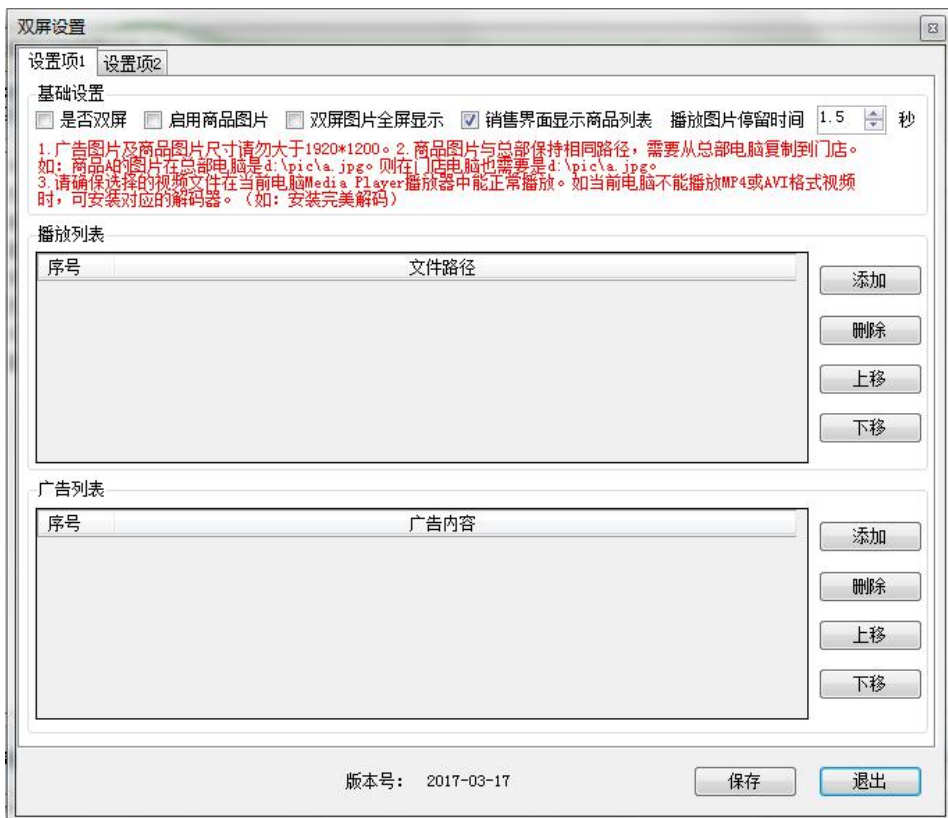 双屏设置
设置项1 设置项2
基础设置
是否双屏 启用商品图片 双屏图片全屏显示 销售界面显示商品列表 播放图片停留时间 1.5 秒
1.广告图片及商品图片尺寸请勿大于1920*1200。2.商品图片与总部保持相同路径，需要从总部电脑复制到门店。
如：商品A的图片在总部电脑是d:\pic\a.jpg。则在门店电脑也需要是d:\pic\a.jpg。
3.请确保选择的视频文件在当前电脑Media Player播放器中能正常播放。如当前电脑不能播放MP4或AVI格式视频
时，可安装对应的解码器。（如：安装完美解码）
播放列表
序号 文件路径
添加
删除
上移
下移
广告列表
序号 广告内容
添加
删除
上移
下移
版本号： 2017-03-17 保存 退出